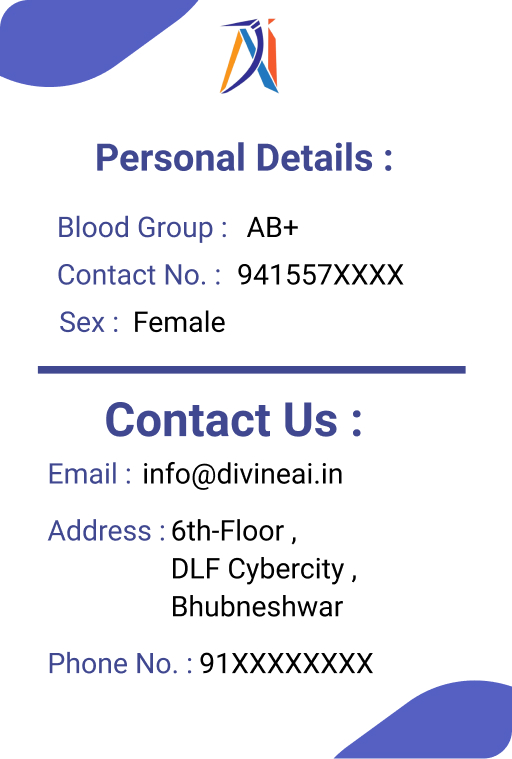 Personal Details :
Blood Group : AB+
Contact No. : 941557XXXX
Sex : Female
Contact Us :
Email : info@divineai.in
Address : 6th-Floor ,
DLF Cybercity ,
Bhubneshwar
Phone No. : 91XXXXXXXX